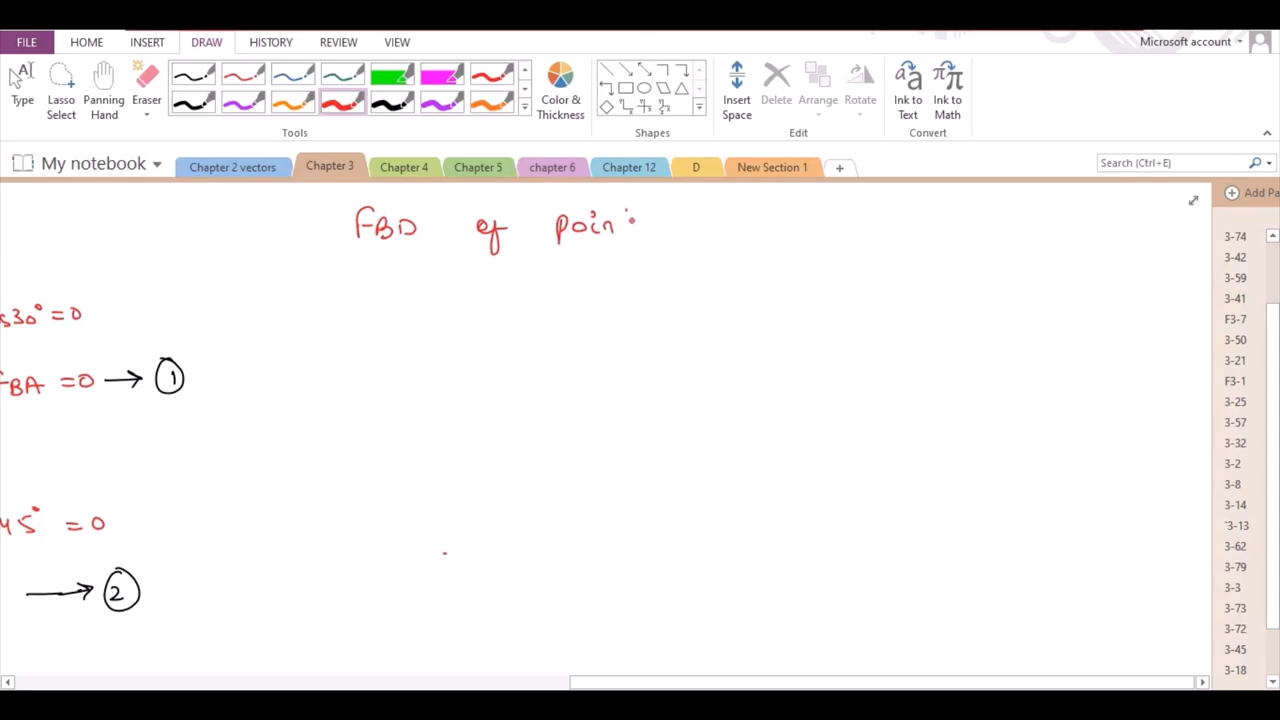 Microsoft account
FILE HOME INSERT DRAW HISTORY REVIEW VIEW
Type
Lasso Select
Panning Hand
Eraser
Color & Thickness
Insert Space
Delete
Arrange
Rotate
Ink to Text
Ink to Math
Tools
Shapes
Edit
Convert
My notebook
Chapter 2 vectors
Chapter 3
Chapter 4
Chapter 5
chapter 6
Chapter 12
D
New Section 1
Search (Ctrl+E)
Add Pa
FBD of poin
s30° = 0
FBA = 0 → ①
45° = 0
→ ②
3-74
3-42
3-59
3-41
F3-7
3-50
3-21
F3-1
3-25
3-57
3-32
3-2
3-8
3-14
3-13
3-62
3-79
3-3
3-73
3-72
3-45
3-18